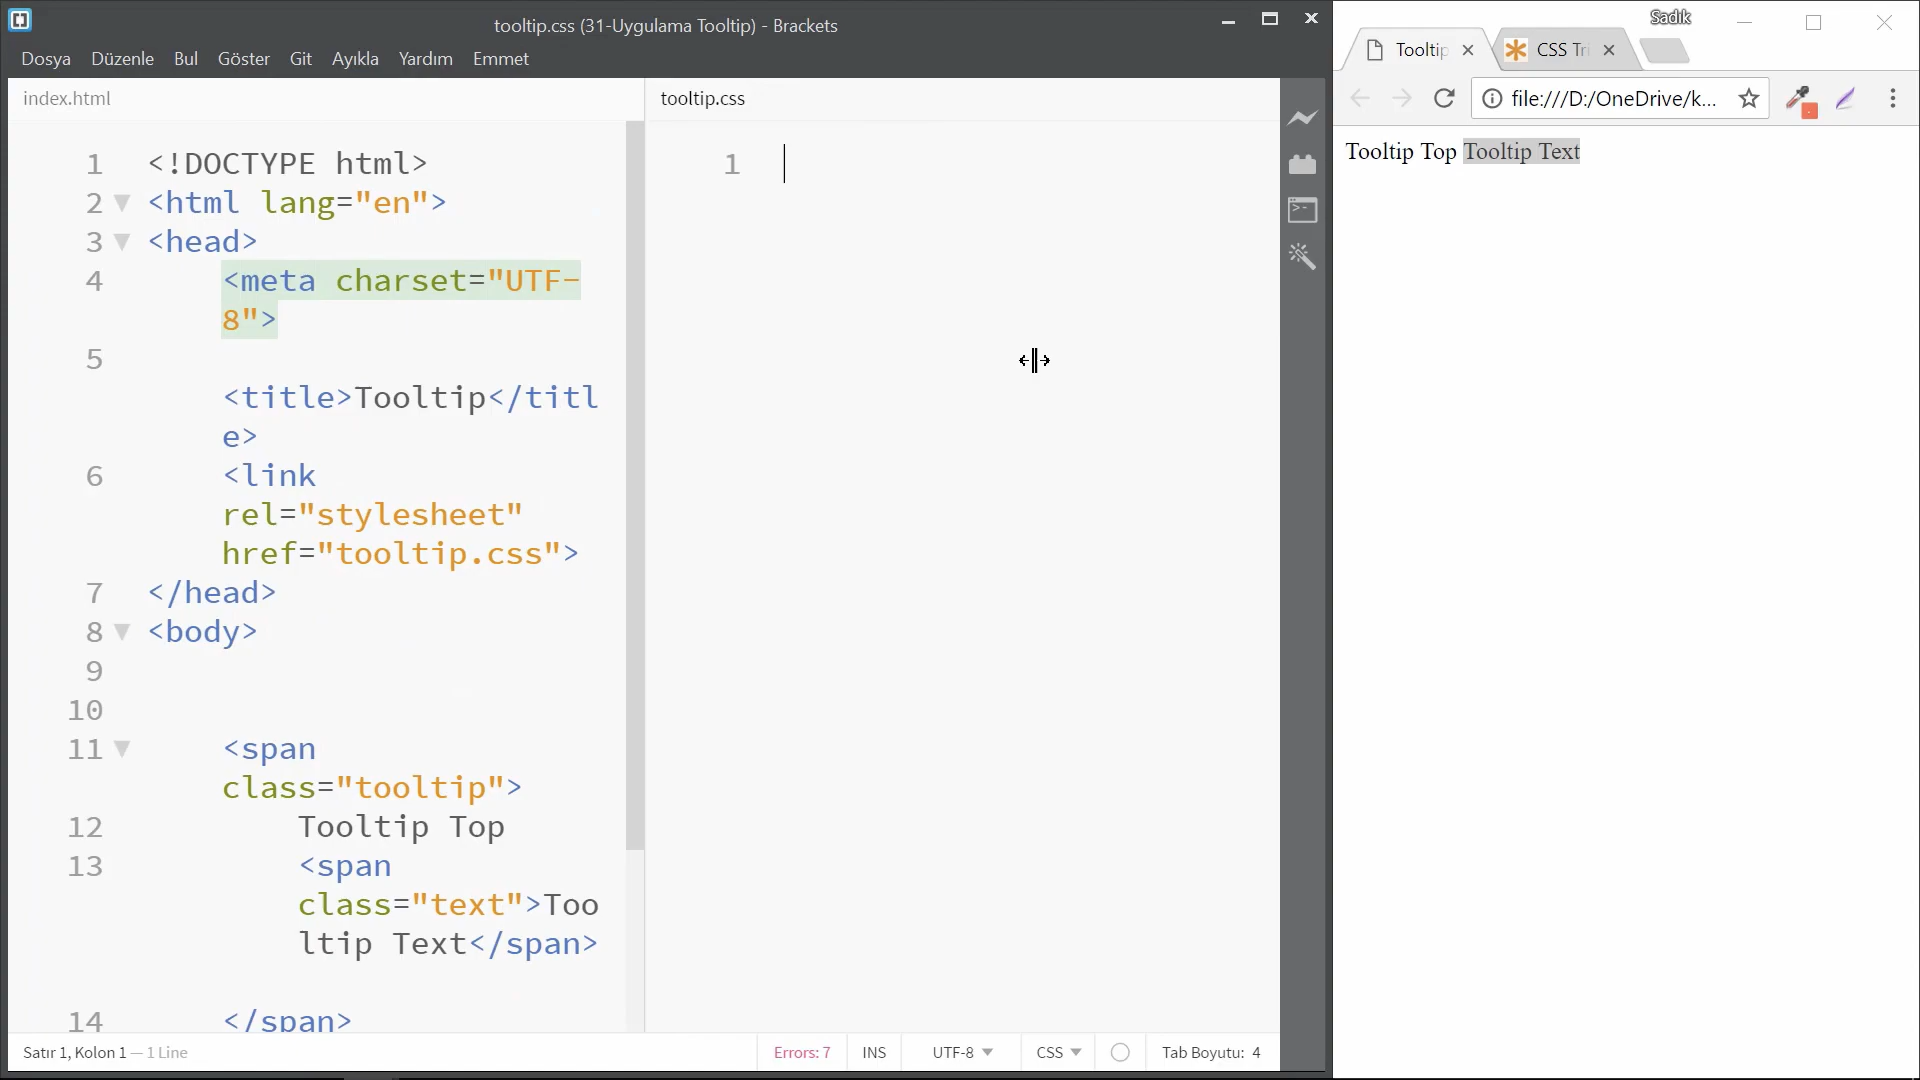 tooltip.css (31-Uygulama Tooltip) - Brackets
Dosya Düzenle Bul Göster Git Ayıkla Yardım Emmet
index.html
1 <!DOCTYPE html>
2 <html lang="en">
3 <head>
4 <meta charset="UTF-
8">
5
<title>Tooltip</titl
e>
6 <link
rel="stylesheet"
href="tooltip.css">
7 </head>
8 <body>
9
10
11 <span
class="tooltip">
12 Tooltip Top
13 <span
class="text">Too
ltip Text</span>
14 </span>
tooltip.css
1
Satır 1, Kolon 1 — 1 Line
Errors: 7 INS UTF-8 CSS Tab Boyutu: 4
Sadık
Tooltip CSS Tri
file:///D:/OneDrive/k...
Tooltip Top Tooltip Text